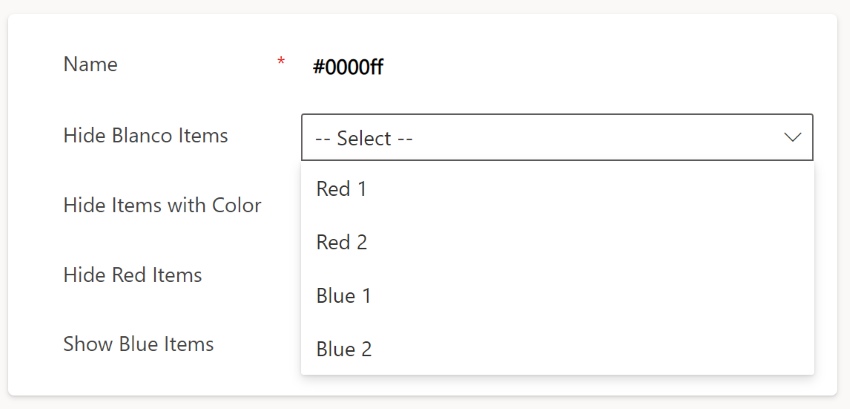 Name * #0000ff
Hide Blanco Items -- Select --
Red 1
Hide Items with Color
Red 2
Hide Red Items
Blue 1
Show Blue Items
Blue 2